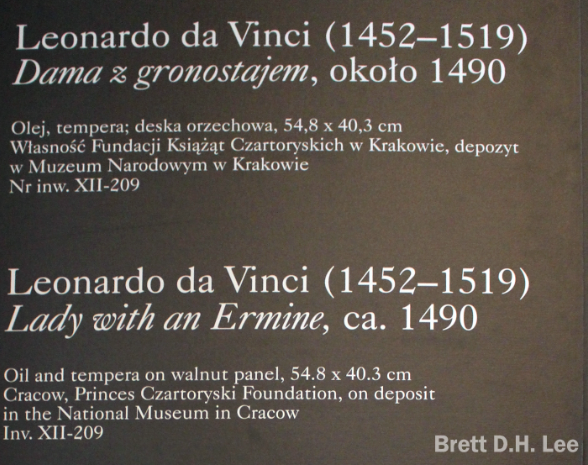 Leonardo da Vinci (1452–1519)
Dama z gronostajem, około 1490
Olej, tempera; deska orzechowa, 54,8 x 40,3 cm
Własność Fundacji Książąt Czartoryskich w Krakowie, depozyt
w Muzeum Narodowym w Krakowie
Nr inw. XII-209
Leonardo da Vinci (1452–1519)
Lady with an Ermine, ca. 1490
Oil and tempera on walnut panel, 54.8 x 40.3 cm
Cracow, Princes Czartoryski Foundation, on deposit
in the National Museum in Cracow
Inv. XII-209
Brett D.H. Lee